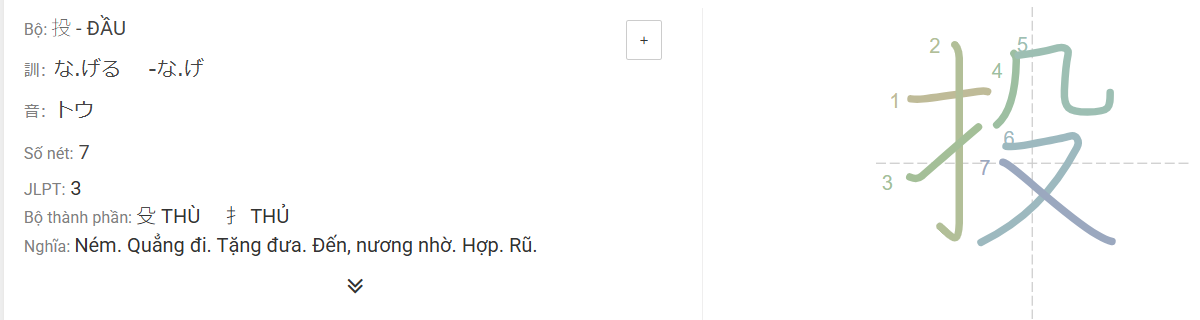 Bộ: 投 - ĐẦU
+
訓: な.げる -な.げ
音: トウ
Số nét: 7
JLPT: 3
Bộ thành phần: 殳 THÙ 扌 THỦ
Nghĩa: Ném. Quẳng đi. Tặng đưa. Đến, nương nhờ. Hợp. Rũ.
投
1
2
3
4
5
6
7